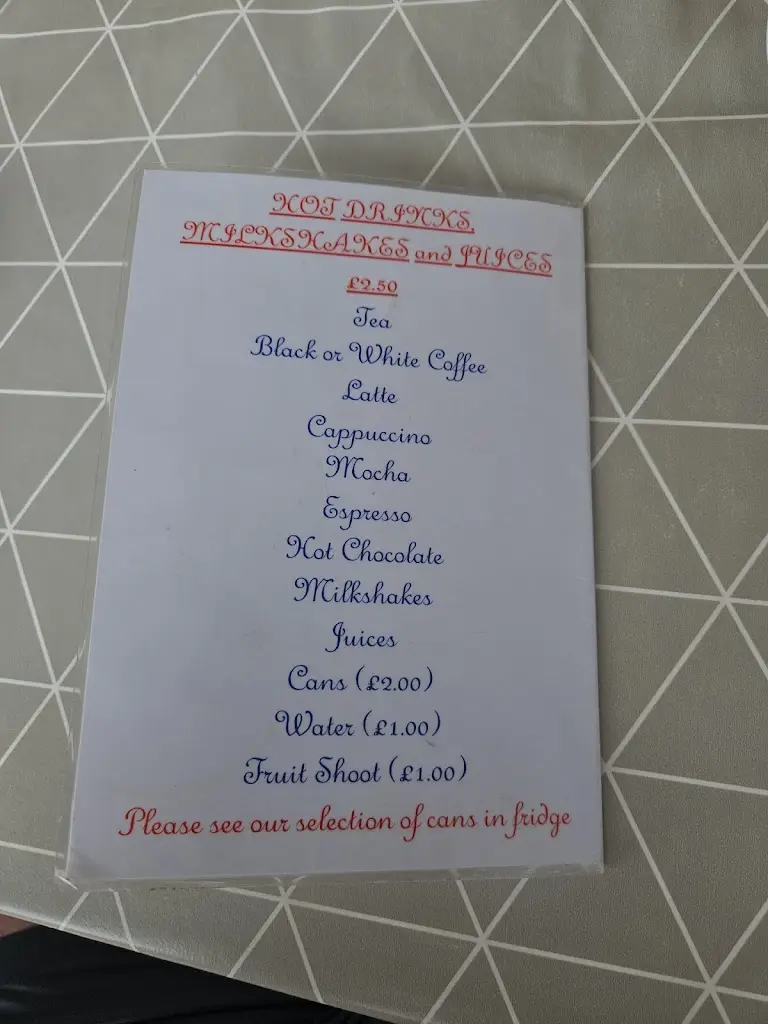 HOT DRINKS,
MILKSHAKES and JUICES
£2.50
Tea
Black or White Coffee
Latte
Cappuccino
Mocha
Espresso
Hot Chocolate
Milkshakes
Juices
Cans (£2.00)
Water (£1.00)
Fruit Shoot (£1.00)
Please see our selection of cans in fridge